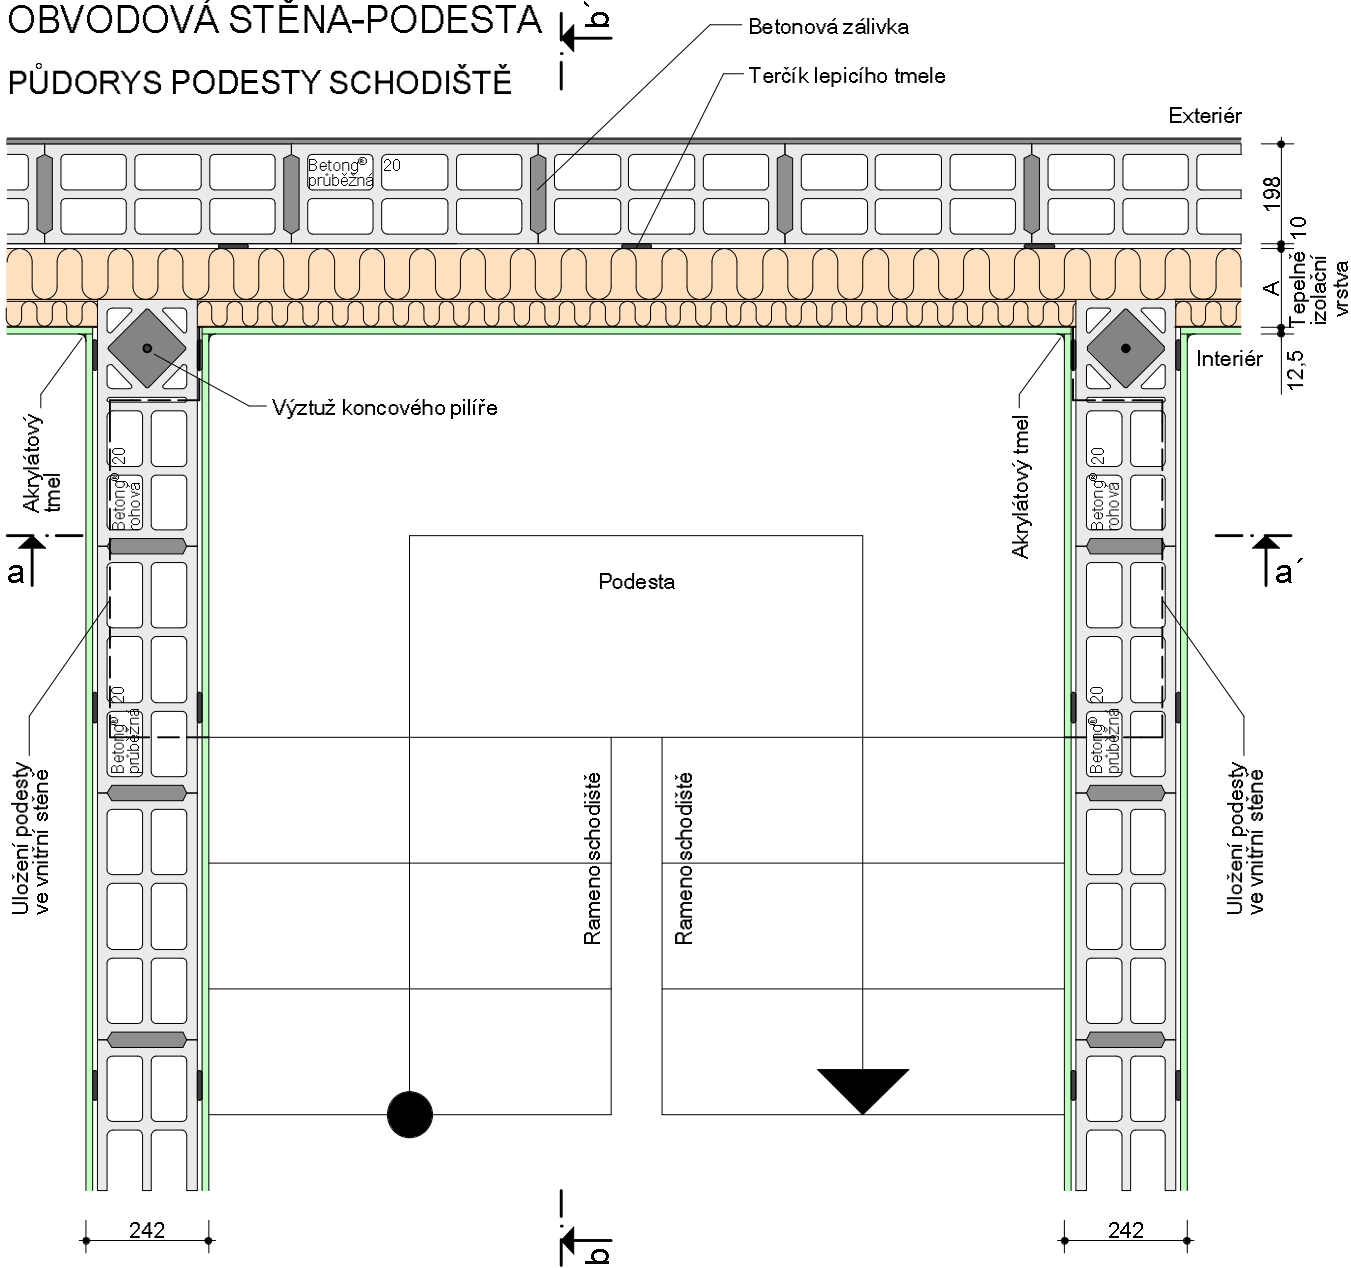 OBVODOVÁ STĚNA-PODESTA
b´
PŮDORYS PODESTY SCHODIŠTĚ
Betonová zálivka
Terčík lepicího tmele
Exteriér
Betong® 20
průběžná
198
10
A
Tepelně
izolační
vrstva
12,5
Interiér
Výztuž koncového pilíře
Akrylátový
tmel
Akrylátový tmel
Betong® 20
rohová
Betong® 20
rohová
a
a´
Podesta
Betong® 20
průběžná
Betong® 20
průběžná
Uložení podesty
ve vnitřní stěne
Rameno schodiště
Rameno schodiště
Uložení podesty
ve vnitřní stěne
242
242
b